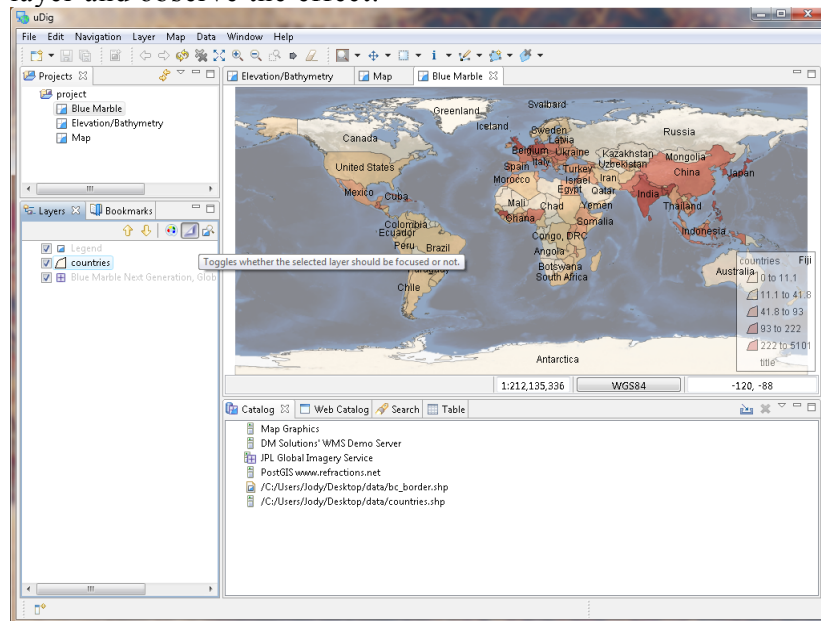 layer and observe the effect.
uDig
File Edit Navigation Layer Map Data Window Help
Projects
project
Blue Marble
Elevation/Bathymetry
Map
Layers Bookmarks
Legend
countries
Blue Marble Next Generation, Glob
Toggles whether the selected layer should be focused or not.
Elevation/Bathymetry Map Blue Marble
Greenland
Svalbard
Iceland
Sweden
Latvia
Russia
Canada
Belgium
Ukraine
Kazakhstan
Mongolia
United States
Spain
Italy
Turkey
Uzbekistan
China
Japan
Morocco
Israel
Iran
Mexico
Cuba
Egypt
Qatar
India
Mali
Chad
Yemen
Thailand
Ghana
Somalia
Colombia
Ecuador
Congo, DRC
Indonesia
Peru
Brazil
Angola
Paraguay
Botswana
South Africa
Chile
Australia
Fiji
Antarctica
countries
0 to 11.1
11.1 to 41.8
41.8 to 93
93 to 222
222 to 5101
title
1:212,135,336 WGS84 -120, -88
Catalog Web Catalog Search Table
Map Graphics
DM Solutions' WMS Demo Server
JPL Global Imagery Service
PostGIS www.refractions.net
/C:/Users/Jody/Desktop/data/bc_border.shp
/C:/Users/Jody/Desktop/data/countries.shp